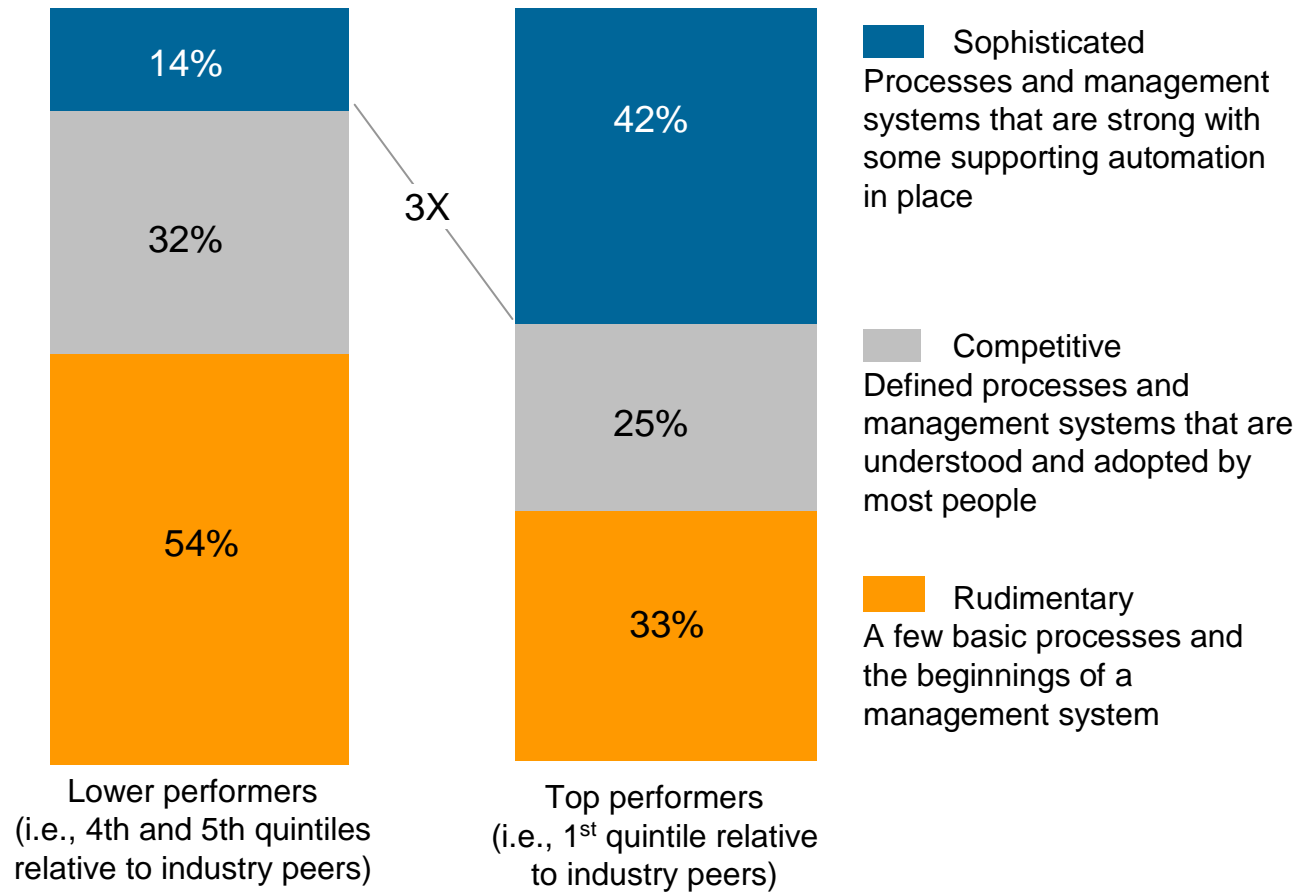 14%
32%
54%
Lower performers
(i.e., 4th and 5th quintiles
relative to industry peers)
3X
42%
25%
33%
Top performers
(i.e., 1st quintile relative
to industry peers)
Sophisticated
Processes and management
systems that are strong with
some supporting automation
in place
Competitive
Defined processes and
management systems that are
understood and adopted by
most people
Rudimentary
A few basic processes and
the beginnings of a
management system